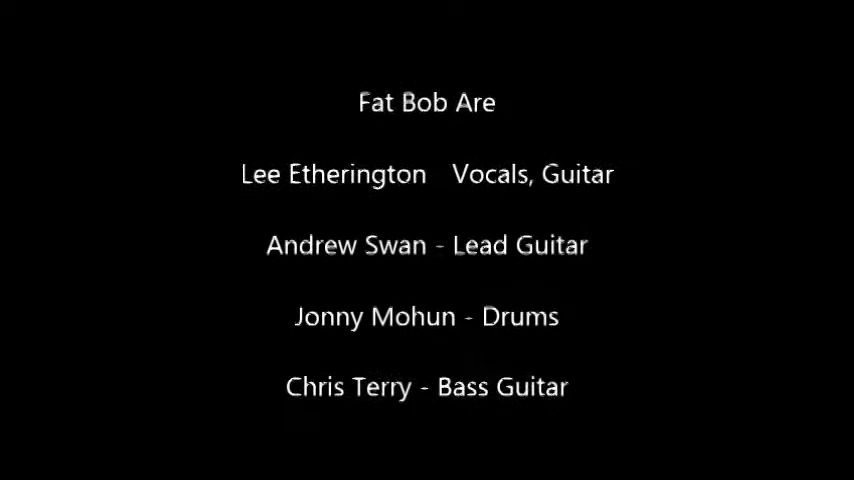 Fat Bob Are
Lee Etherington   Vocals, Guitar
Andrew Swan - Lead Guitar
Jonny Mohun - Drums
Chris Terry - Bass Guitar